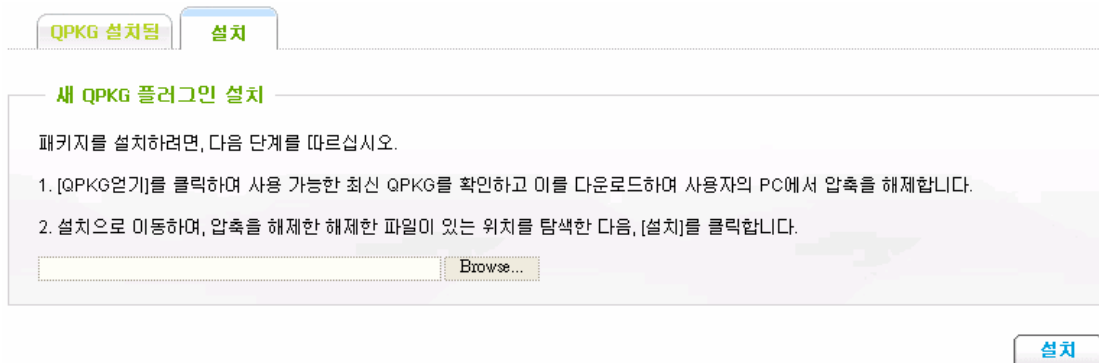 QPKG 설치됨 설치
새 QPKG 플러그인 설치
패키지를 설치하려면, 다음 단계를 따르십시오.
1. [QPKG얻기]를 클릭하여 사용 가능한 최신 QPKG를 확인하고 이를 다운로드하여 사용자의 PC에서 압축을 해제합니다.
2. 설치으로 이동하여, 압축을 해제한 해제한 파일이 있는 위치를 탐색한 다음, [설치]를 클릭합니다.
Browse...
설치